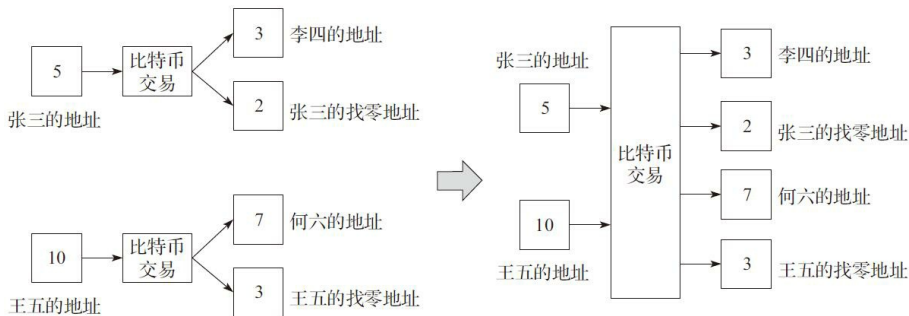 3
李四的地址
5
比特币
交易
2
张三的找零地址
张三的地址
7
何六的地址
10
比特币
交易
3
王五的找零地址
王五的地址
张三的地址
5
10
王五的地址
比特币
交易
3
李四的地址
2
张三的找零地址
7
何六的地址
3
王五的找零地址